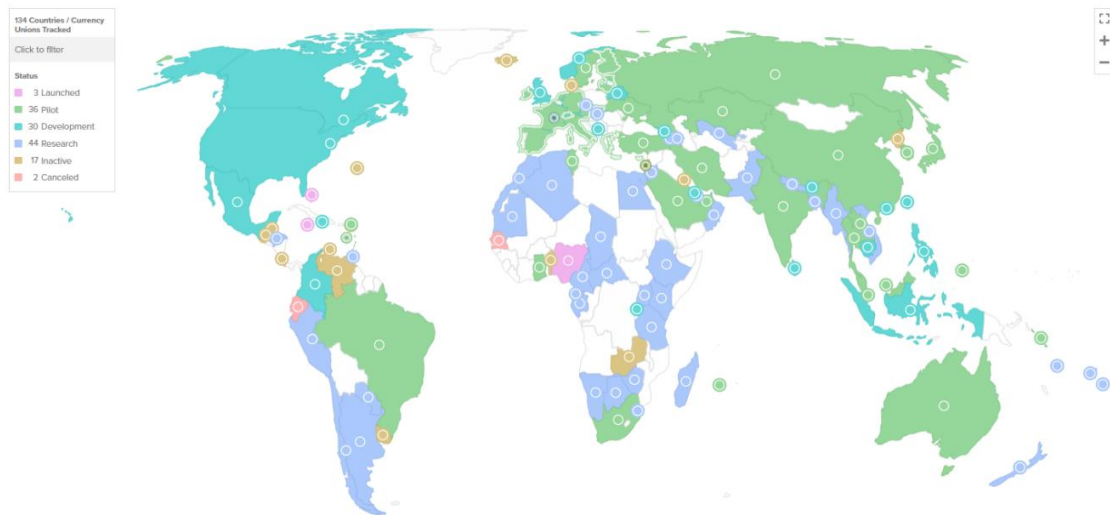 134 Countries / Currency
Unions Tracked
Click to filter
Status
3 Launched
36 Pilot
30 Development
44 Research
17 Inactive
2 Canceled